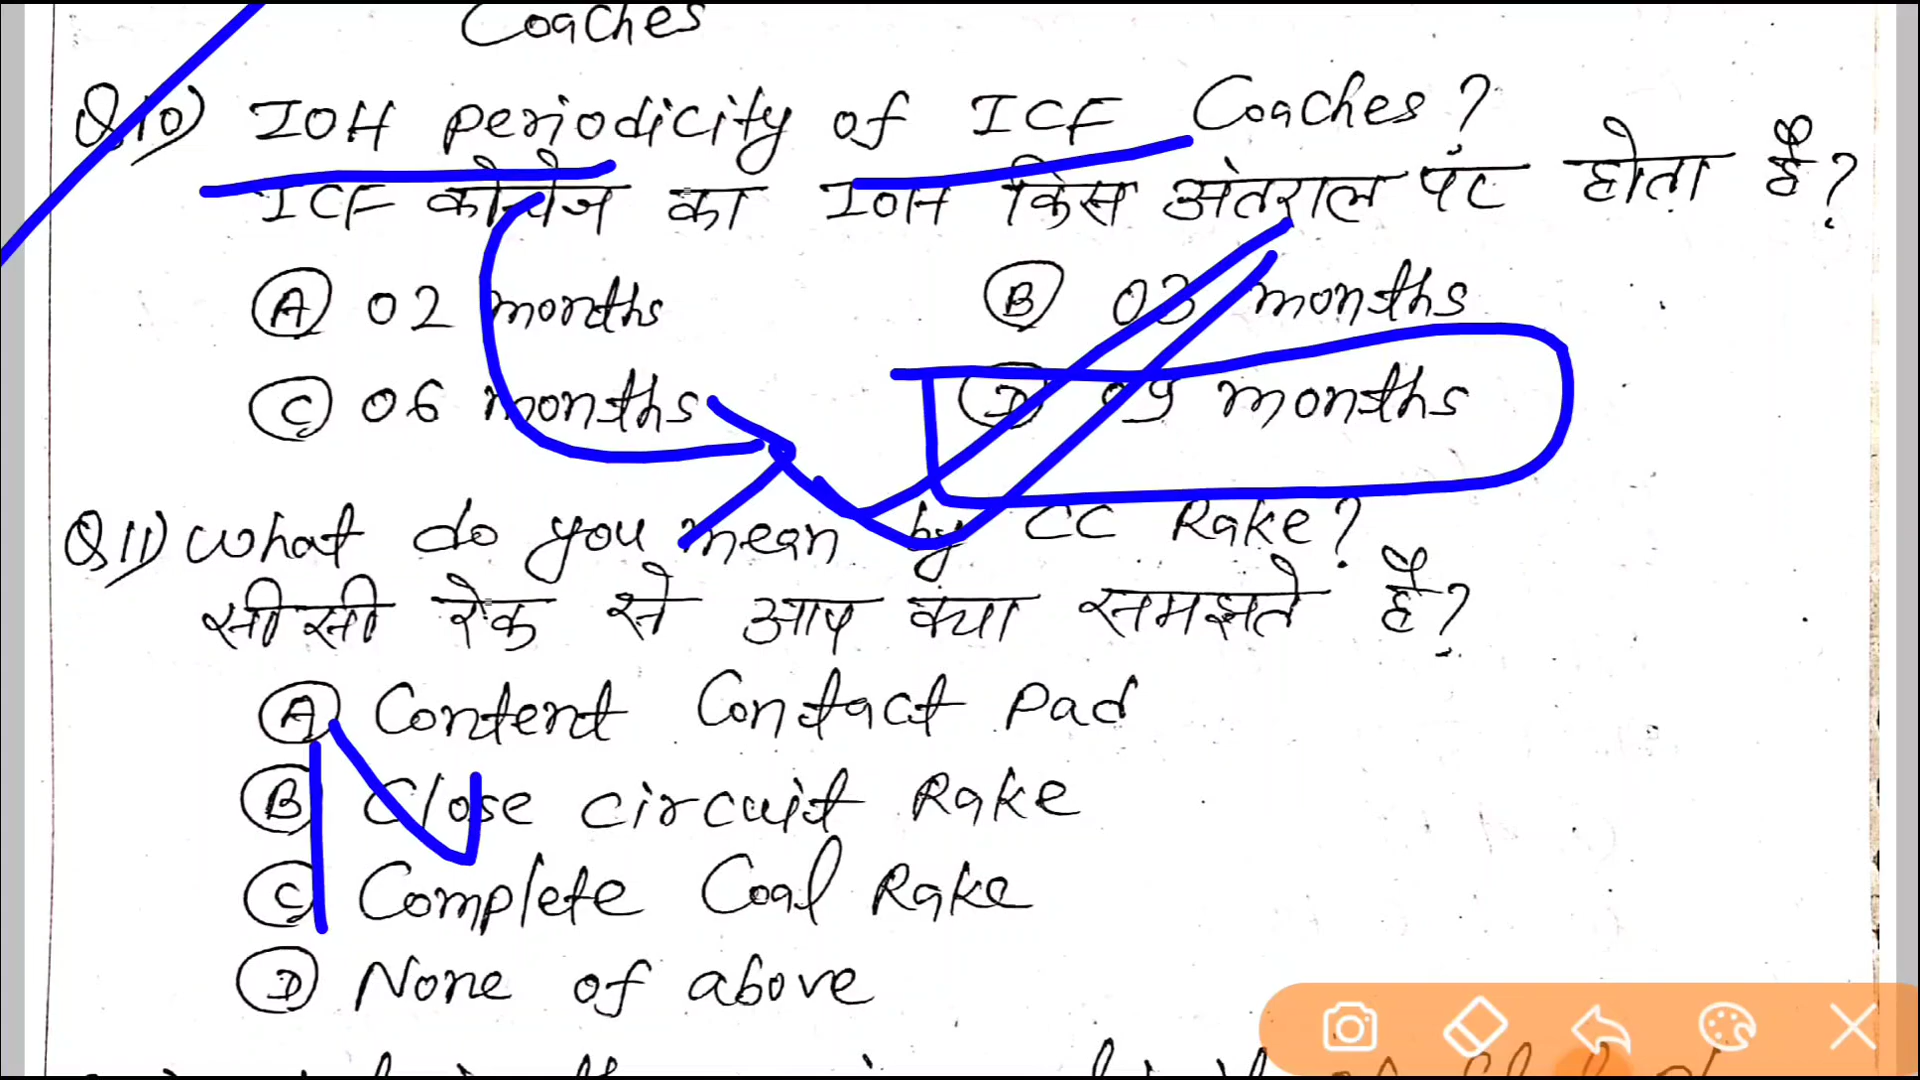 Coaches
Q.10) IOH periodicity of ICF Coaches?
ICF कोचेज का IOH किस अंतराल पर होता है?
(A) 02 months (B) 03 months
(C) 06 months (D) 09 months
Q.11) What do you mean by CC Rake?
सीसी रेक से आप क्या समझते है?
(A) Content Contact Pad
(B) Close circuit Rake
(C) Complete Coal Rake
(D) None of above